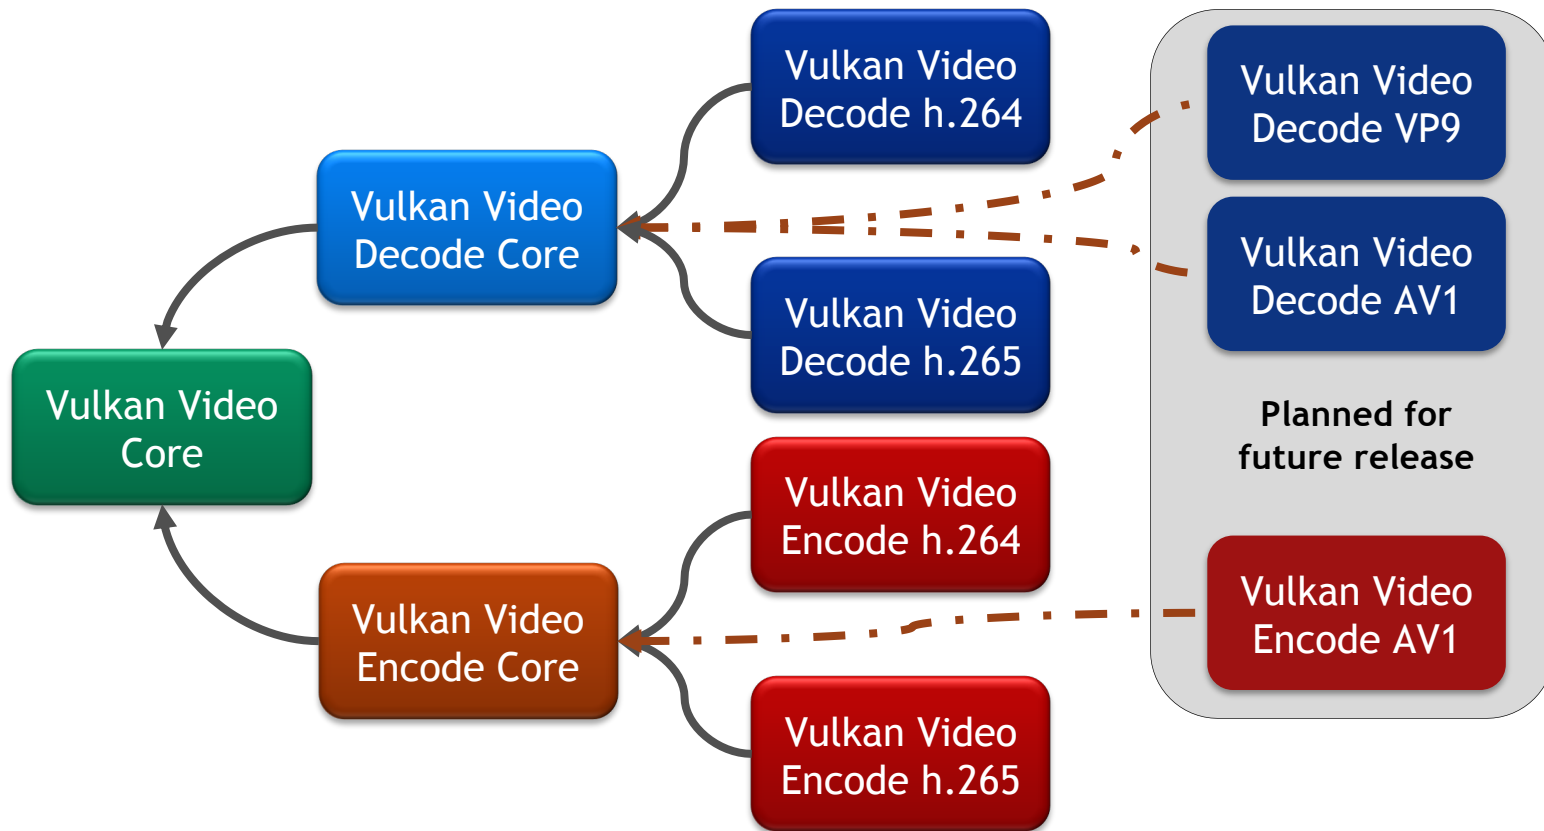 Vulkan Video
Decode h.264
Vulkan Video
Decode VP9
Vulkan Video
Decode Core
Vulkan Video
Decode AV1
Vulkan Video
Decode h.265
Vulkan Video
Core
Planned for
future release
Vulkan Video
Encode h.264
Vulkan Video
Encode Core
Vulkan Video
Encode AV1
Vulkan Video
Encode h.265